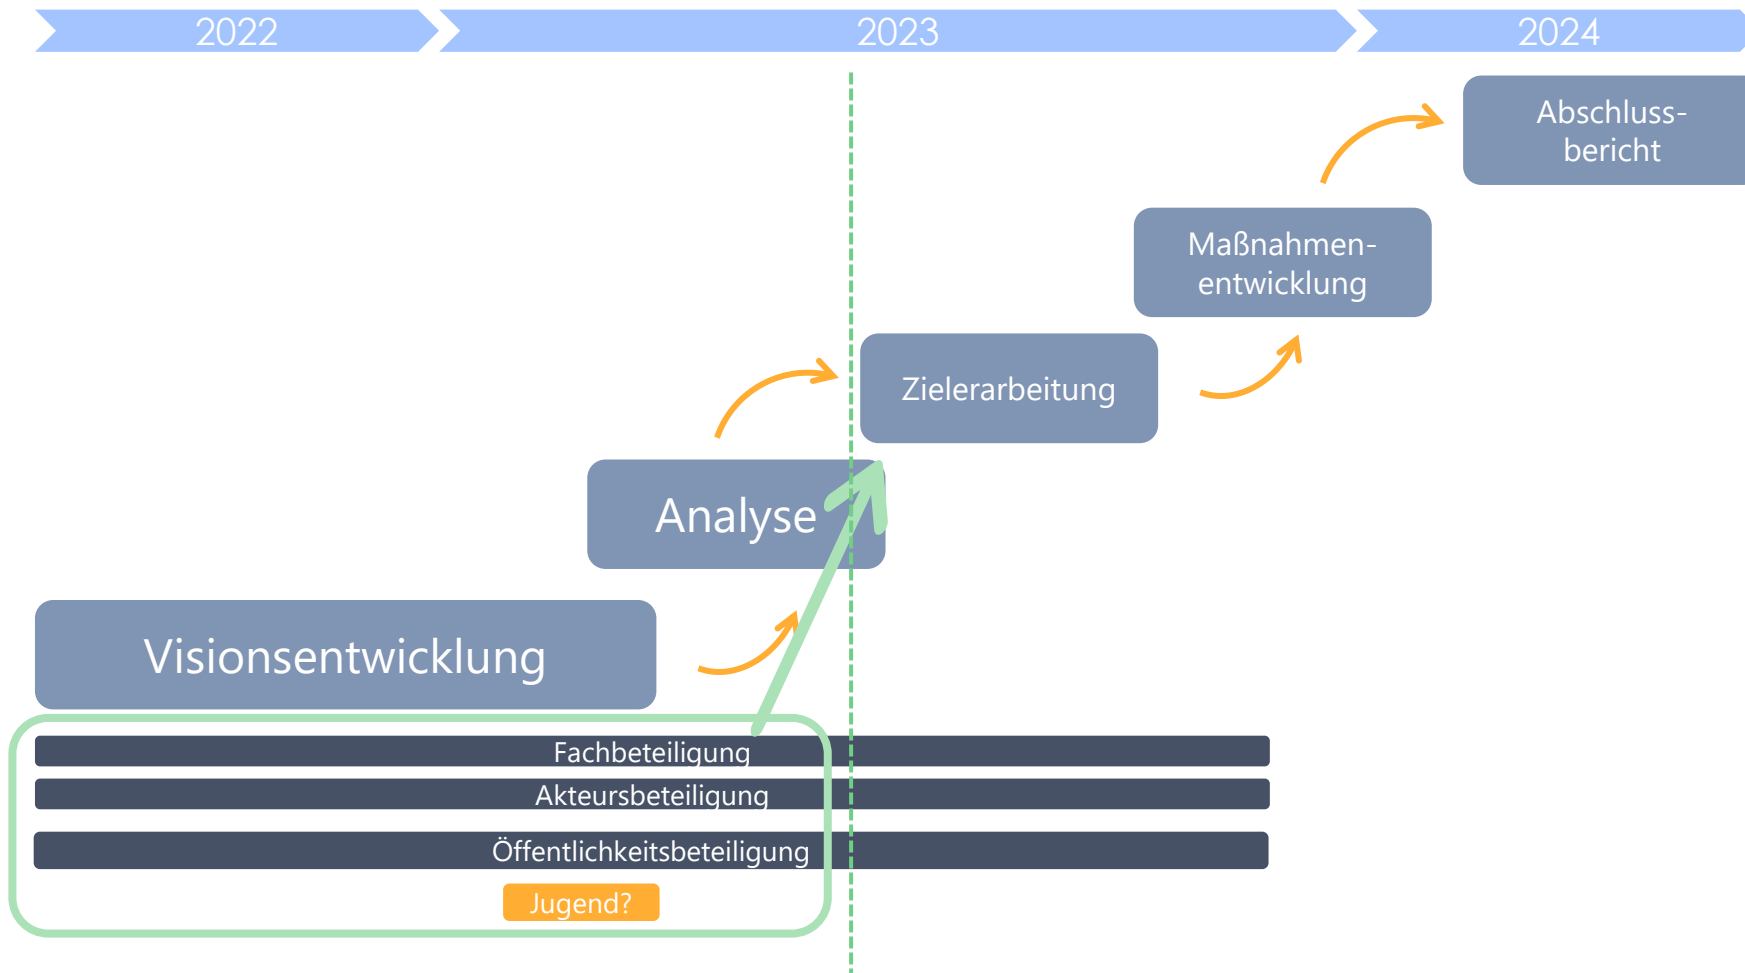 2022
2023
2024
Abschluss-
bericht
Maßnahmen-
entwicklung
Zielerarbeitung
Analyse
Visionsentwicklung
Fachbeteiligung
Akteursbeteiligung
Öffentlichkeitsbeteiligung
Jugend?